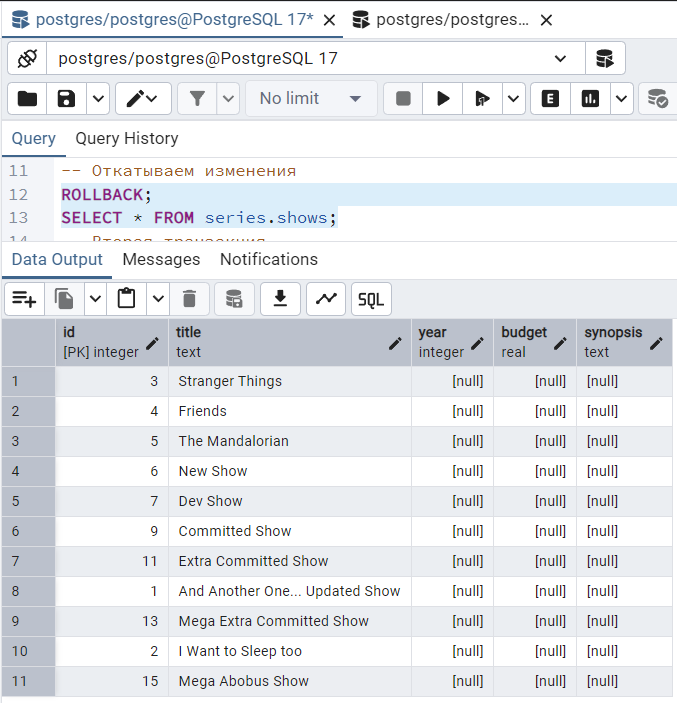 postgres/postgres@PostgreSQL 17*
postgres/postgres...
postgres/postgres@PostgreSQL 17
No limit
E
Query
Query History
11 -- Откатываем изменения
12 ROLLBACK;
13 SELECT * FROM series.shows;
14 -- Вторая транзакция
Data Output
Messages
Notifications
SQL
id title year budget synopsis
[PK] integer text integer real text
1 3 Stranger Things [null] [null] [null]
2 4 Friends [null] [null] [null]
3 5 The Mandalorian [null] [null] [null]
4 6 New Show [null] [null] [null]
5 7 Dev Show [null] [null] [null]
6 9 Committed Show [null] [null] [null]
7 11 Extra Committed Show [null] [null] [null]
8 1 And Another One... Updated Show [null] [null] [null]
9 13 Mega Extra Committed Show [null] [null] [null]
10 2 I Want to Sleep too [null] [null] [null]
11 15 Mega Abobus Show [null] [null] [null]